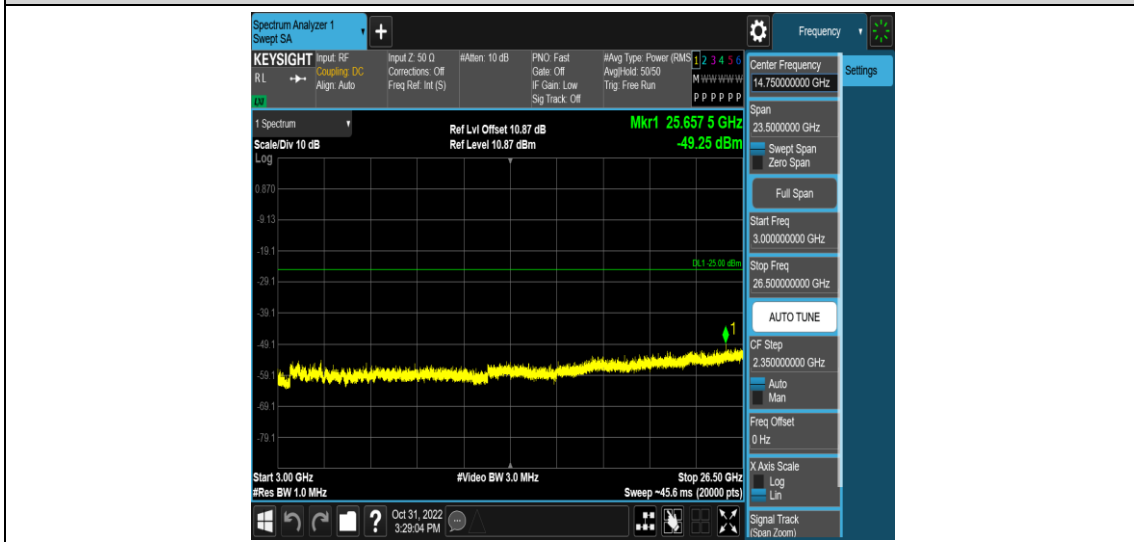 Spectrum Analyzer 1
Swept SA
+
Frequency
KEYSIGHT
RL
Input: RF
Coupling: DC
Align: Auto
Input Z: 50 Ω
Corrections: Off
Freq Ref: Int (S)
#Atten: 10 dB
PNO: Fast
Gate: Off
IF Gain: Low
Sig Track: Off
#Avg Type: Power (RMS
Avg|Hold: 50/50
Trig: Free Run
1 2 3 4 5 6
M W W W W W
P P P P P P
Center Frequency
14.750000000 GHz
Settings
Span
23.5000000 GHz
Swept Span
Zero Span
Full Span
Start Freq
3.000000000 GHz
Stop Freq
26.500000000 GHz
AUTO TUNE
CF Step
2.350000000 GHz
Auto
Man
Freq Offset
0 Hz
X Axis Scale
Log
Lin
Signal Track
(Span Zoom)
1 Spectrum
Scale/Div 10 dB
Log
Ref Lvl Offset 10.87 dB
Ref Level 10.87 dBm
Mkr1 25.657 5 GHz
-49.25 dBm
0.870
-9.13
-19.1
DL1 -25.00 dBm
-29.1
-39.1
1
-49.1
-59.1
-69.1
-79.1
Start 3.00 GHz
#Video BW 3.0 MHz
Stop 26.50 GHz
#Res BW 1.0 MHz
Sweep ~45.6 ms (20000 pts)
?
Oct 31, 2022
3:29:04 PM